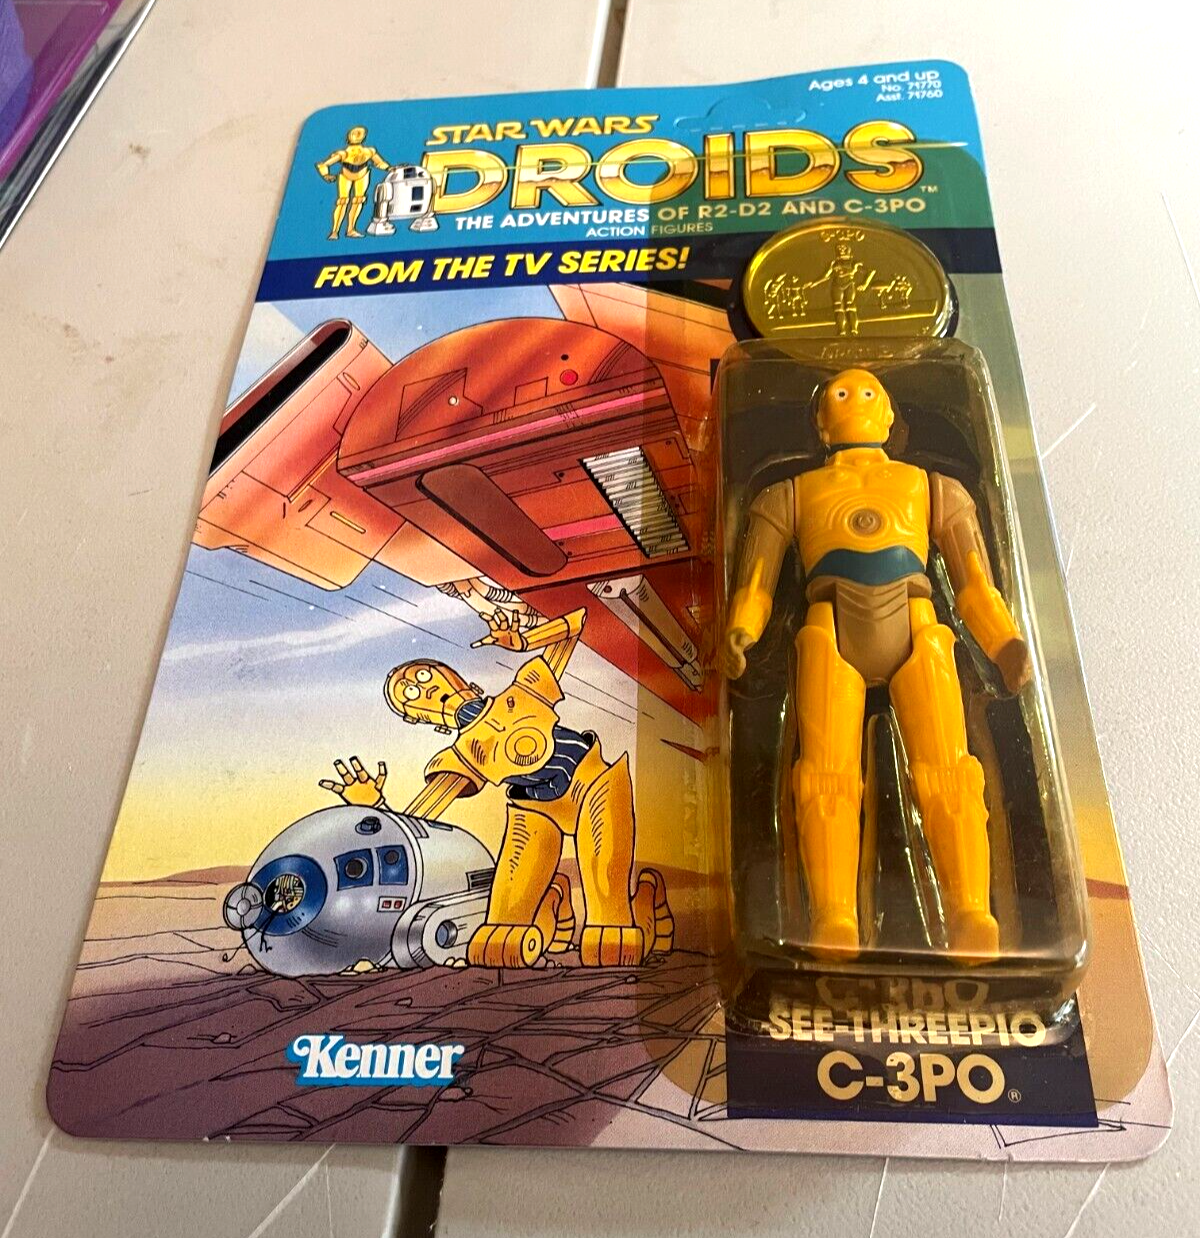 Ages 4 and up
No. 71770
Asst. 71760
STAR WARS
DROIDS™
THE ADVENTURES OF R2-D2 AND C-3PO
ACTION FIGURES
FROM THE TV SERIES!
C-3PO
SEE-THREEPIO
C-3PO®
Kenner